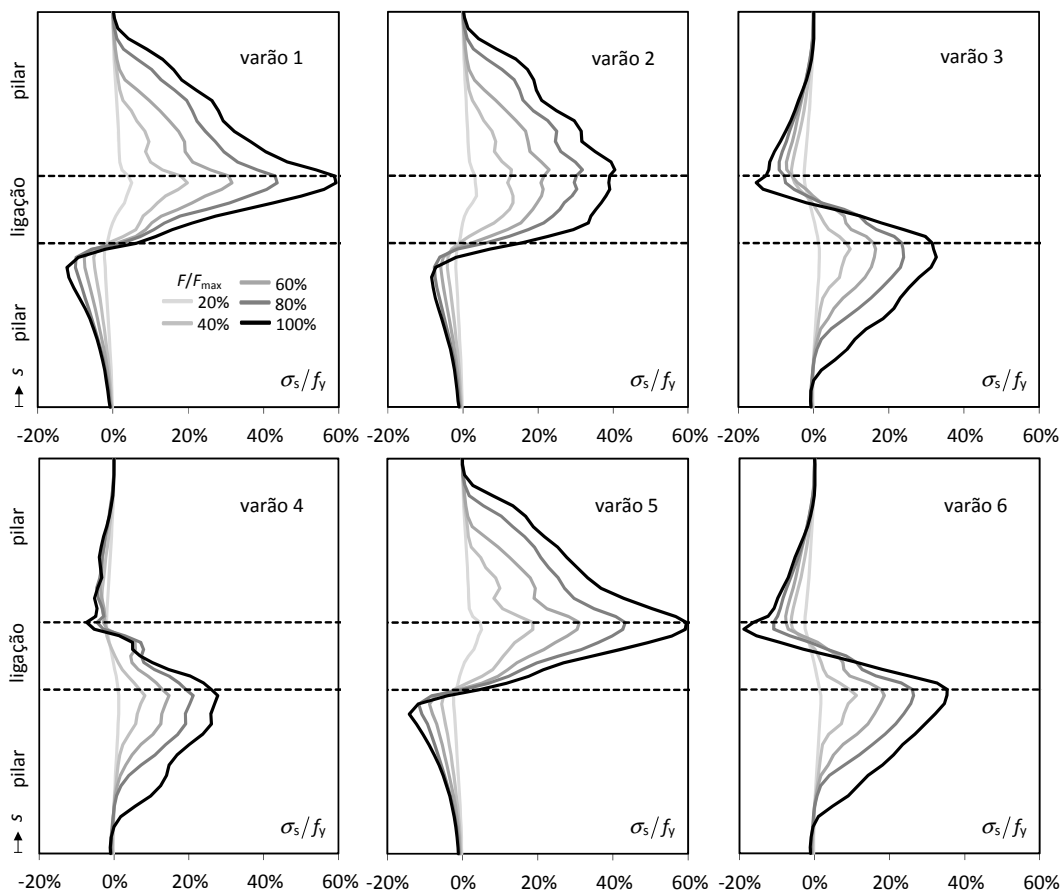 varão 1
varão 2
varão 3
pilar
ligação
pilar
s
F/Fmax
20%
40%
60%
80%
100%
σs/fy
σs/fy
σs/fy
-20% 0% 20% 40% 60%
-20% 0% 20% 40% 60%
-20% 0% 20% 40% 60%
varão 4
varão 5
varão 6
pilar
ligação
pilar
s
σs/fy
σs/fy
σs/fy
-20% 0% 20% 40% 60%
-20% 0% 20% 40% 60%
-20% 0% 20% 40% 60%